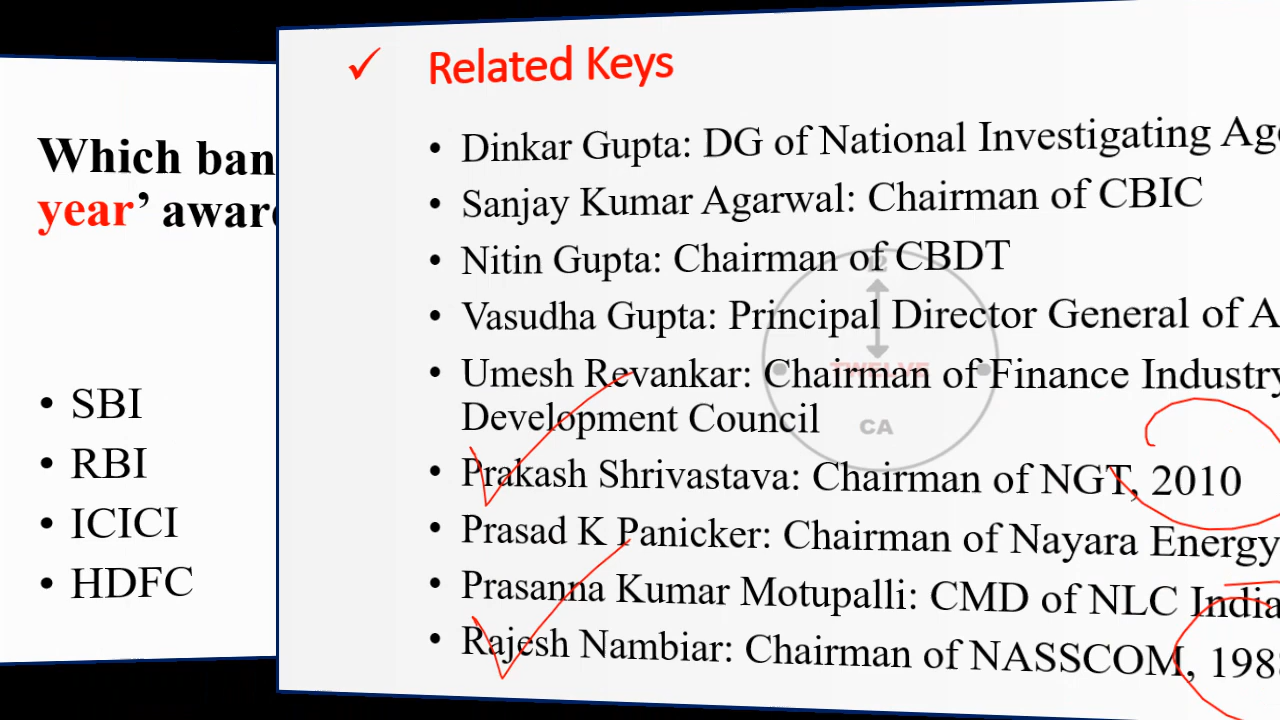 Which ban
year’ award
SBI
RBI
ICICI
HDFC
✓ Related Keys
Dinkar Gupta: DG of National Investigating Age
Sanjay Kumar Agarwal: Chairman of CBIC
Nitin Gupta: Chairman of CBDT
Vasudha Gupta: Principal Director General of A
Umesh Revankar: Chairman of Finance Industry
Development Council
Prakash Shrivastava: Chairman of NGT, 2010
Prasad K Panicker: Chairman of Nayara Energy
Prasanna Kumar Motupalli: CMD of NLC India
Rajesh Nambiar: Chairman of NASSCOM, 198
12
TWELVE
CA